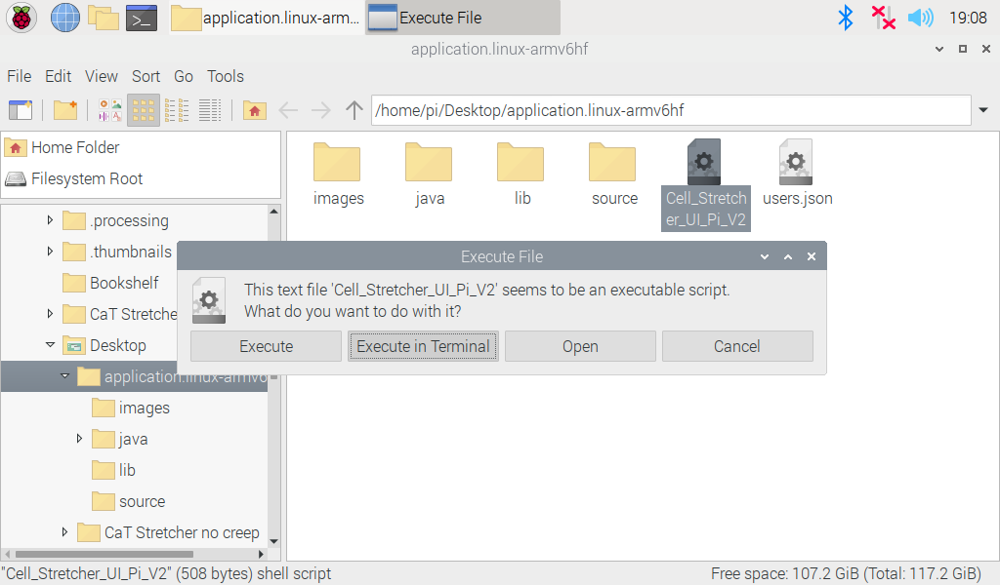 application.linux-arm...
Execute File
19:08
application.linux-armv6hf
File Edit View Sort Go Tools
/home/pi/Desktop/application.linux-armv6hf
Home Folder
Filesystem Root
.processing
.thumbnails
Bookshelf
CaT Stretche
Desktop
application.linux-armv6
images
java
lib
source
CaT Stretcher no creep
images
java
lib
source
Cell_Stretch
er_UI_Pi_V2
users.json
Execute File
This text file 'Cell_Stretcher_UI_Pi_V2' seems to be an executable script.
What do you want to do with it?
Execute
Execute in Terminal
Open
Cancel
"Cell_Stretcher_UI_Pi_V2" (508 bytes) shell script
Free space: 107.2 GiB (Total: 117.2 GiB)